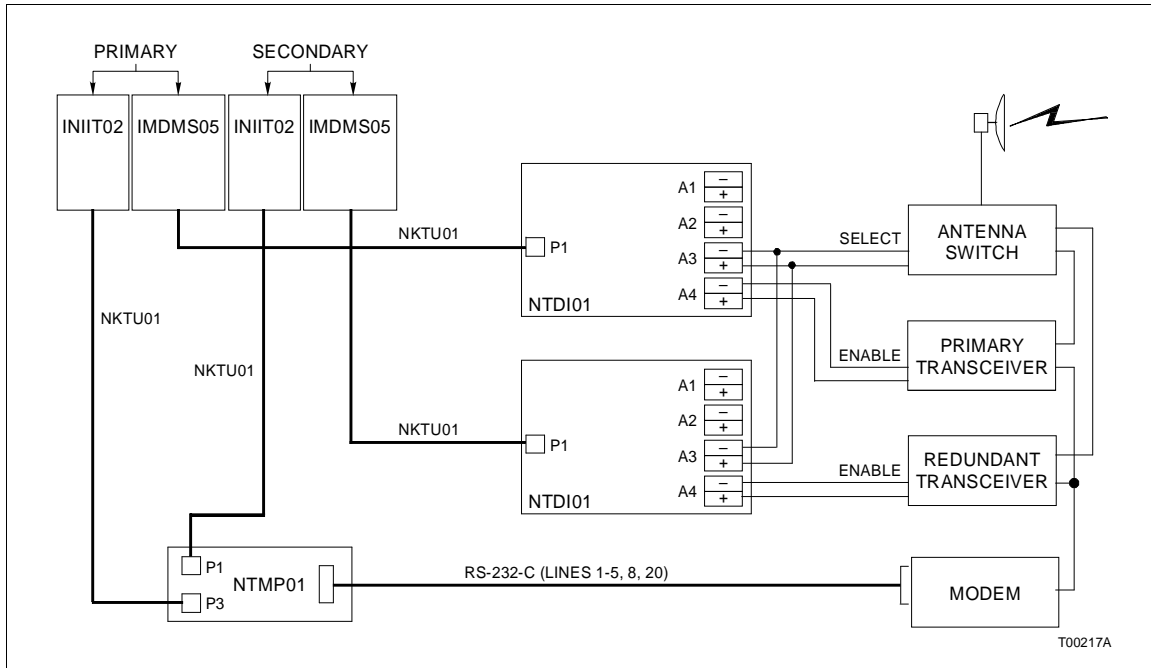 PRIMARY
SECONDARY
INIIT02
IMDMS05
INIIT02
IMDMS05
NKTU01
P1
A1
−
+
A2
−
+
A3
−
+
A4
−
+
NTDI01
SELECT
ANTENNA
SWITCH
ENABLE
PRIMARY
TRANSCEIVER
NKTU01
NKTU01
NKTU01
P1
A1
−
+
A2
−
+
A3
−
+
A4
−
+
NTDI01
ENABLE
REDUNDANT
TRANSCEIVER
P1
P3
NTMP01
RS-232-C (LINES 1-5, 8, 20)
MODEM
T00217A